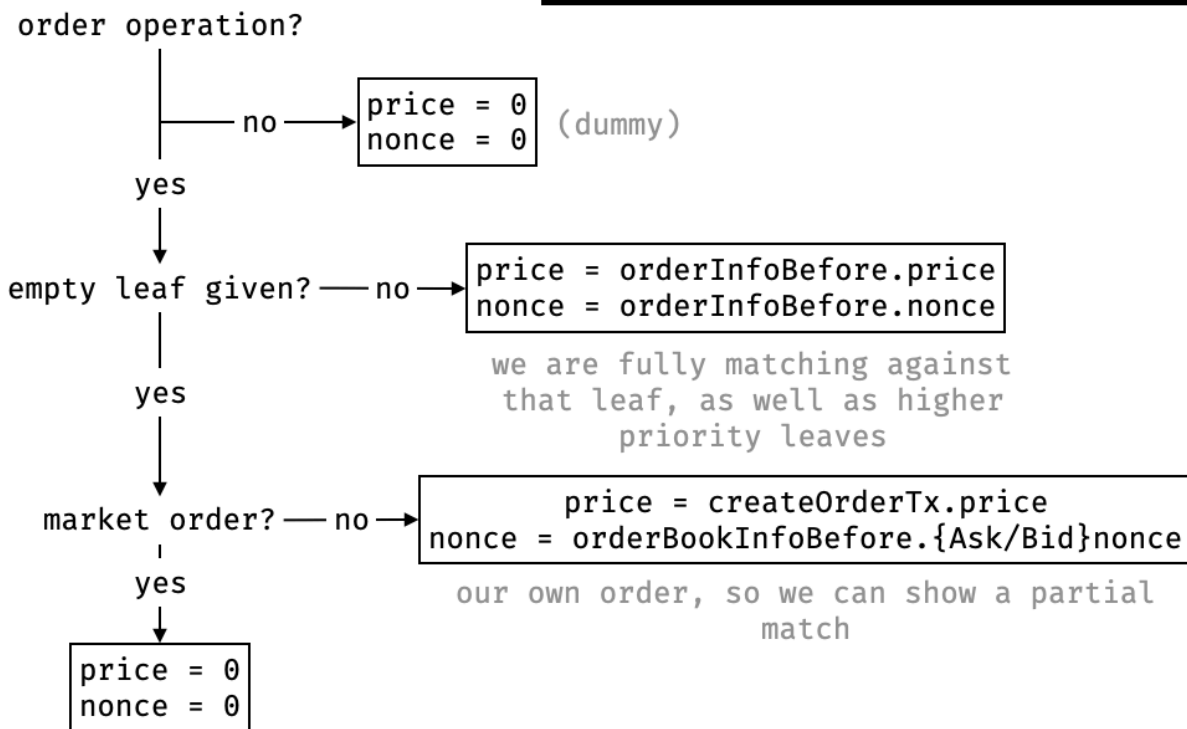 order operation?
no
price = 0
nonce = 0
(dummy)
yes
empty leaf given?
no
price = orderInfoBefore.price
nonce = orderInfoBefore.nonce
we are fully matching against
that leaf, as well as higher
priority leaves
yes
market order?
no
price = createOrderTx.price
nonce = orderBookInfoBefore.{Ask/Bid}nonce
our own order, so we can show a partial
match
yes
price = 0
nonce = 0